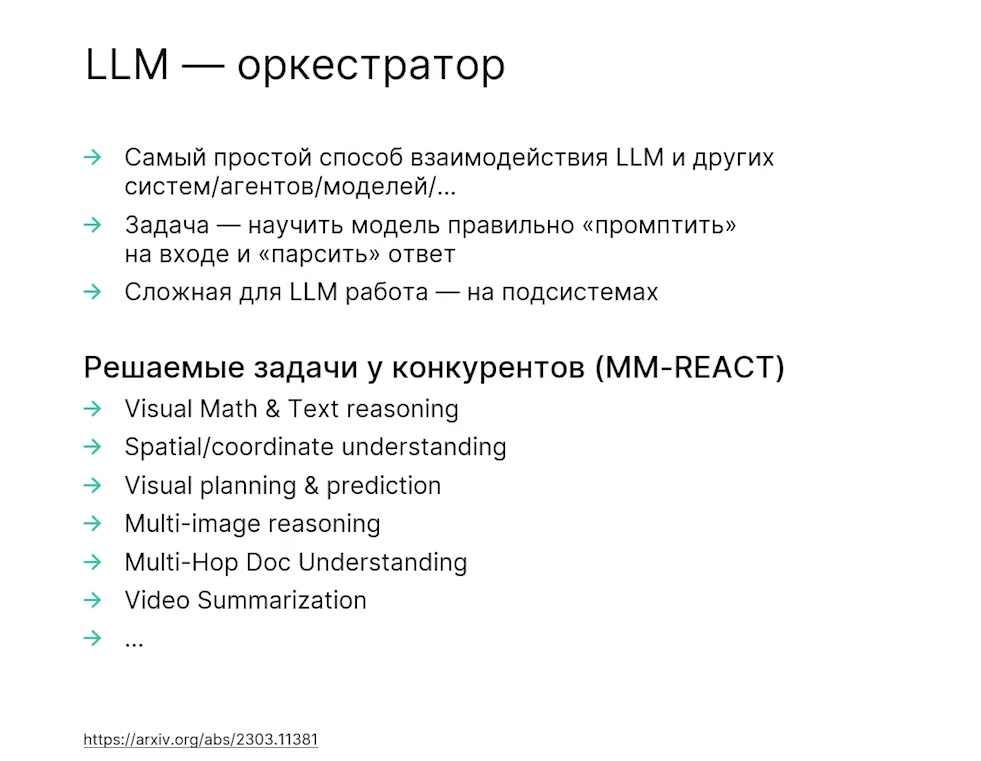 LLM — оркестратор
→ Самый простой способ взаимодействия LLM и других
систем/агентов/моделей/...
→ Задача — научить модель правильно «промптить»
на входе и «парсить» ответ
→ Сложная для LLM работа — на подсистемах
Решаемые задачи у конкурентов (MM-REACT)
→ Visual Math & Text reasoning
→ Spatial/coordinate understanding
→ Visual planning & prediction
→ Multi-image reasoning
→ Multi-Hop Doc Understanding
→ Video Summarization
→ ...
https://arxiv.org/abs/2303.11381